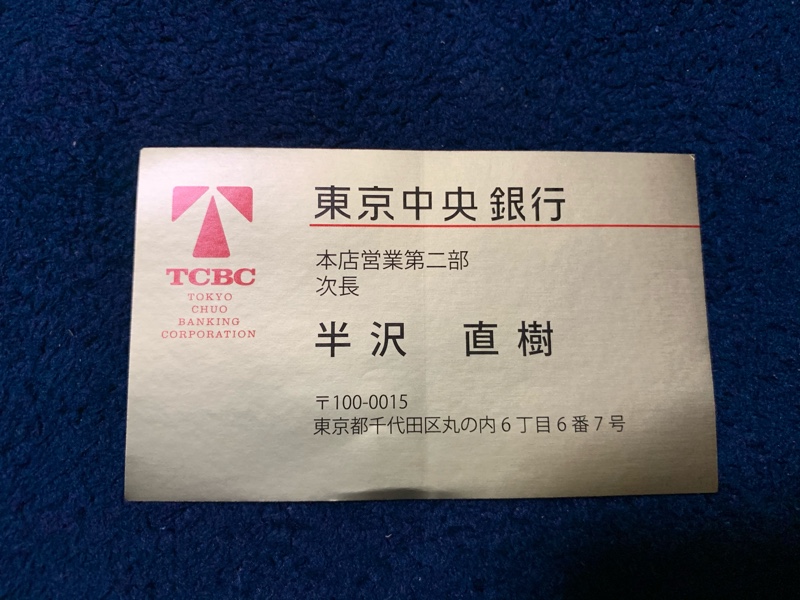 東京中央 銀行
TCBC
TOKYO
CHUO
BANKING
CORPORATION
本店営業第二部
次長
半沢 直樹
〒100-0015
東京都千代田区丸の内6丁目6番7号